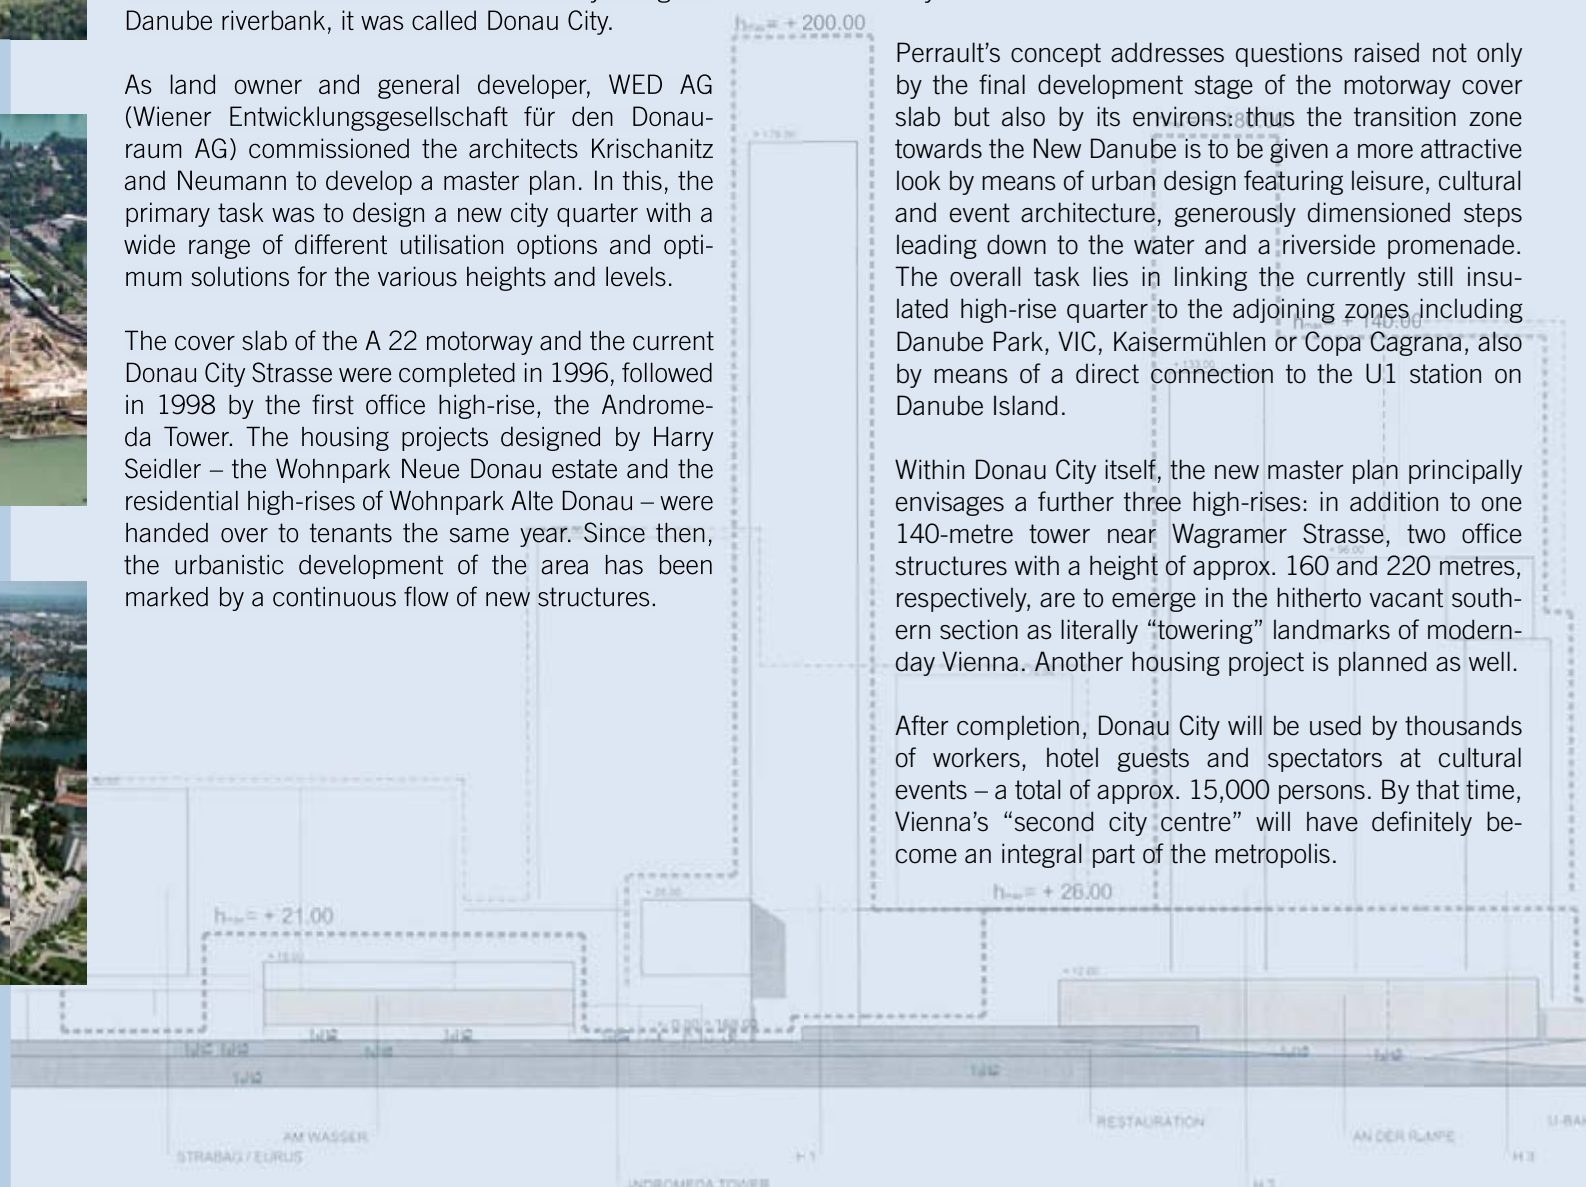 Danube riverbank, it was called Donau City.
As land owner and general developer, WED AG
(Wiener Entwicklungsgesellschaft für den Donau-
raum AG) commissioned the architects Krischanitz
and Neumann to develop a master plan. In this, the
primary task was to design a new city quarter with a
wide range of different utilisation options and opti-
mum solutions for the various heights and levels.
The cover slab of the A 22 motorway and the current
Donau City Strasse were completed in 1996, followed
in 1998 by the first office high-rise, the Androme-
da Tower. The housing projects designed by Harry
Seidler – the Wohnpark Neue Donau estate and the
residential high-rises of Wohnpark Alte Donau – were
handed over to tenants the same year. Since then,
the urbanistic development of the area has been
marked by a continuous flow of new structures.
Perrault’s concept addresses questions raised not only
by the final development stage of the motorway cover
slab but also by its environs: thus the transition zone
towards the New Danube is to be given a more attractive
look by means of urban design featuring leisure, cultural
and event architecture, generously dimensioned steps
leading down to the water and a riverside promenade.
The overall task lies in linking the currently still insu-
lated high-rise quarter to the adjoining zones including
Danube Park, VIC, Kaisermühlen or Copa Cagrana, also
by means of a direct connection to the U1 station on
Danube Island.
Within Donau City itself, the new master plan principally
envisages a further three high-rises: in addition to one
140-metre tower near Wagramer Strasse, two office
structures with a height of approx. 160 and 220 metres,
respectively, are to emerge in the hitherto vacant south-
ern section as literally “towering” landmarks of modern-
day Vienna. Another housing project is planned as well.
After completion, Donau City will be used by thousands
of workers, hotel guests and spectators at cultural
events – a total of approx. 15,000 persons. By that time,
Vienna’s “second city centre” will have definitely be-
come an integral part of the metropolis.
= + 200.00
= + 140.00
= + 26.00
= + 21.00
RESTAURATION
AM WASSER
AN DER RAMPE
STRABAG / EURUS
H 1
H 3
ANDROMEDA TOWER
H 2